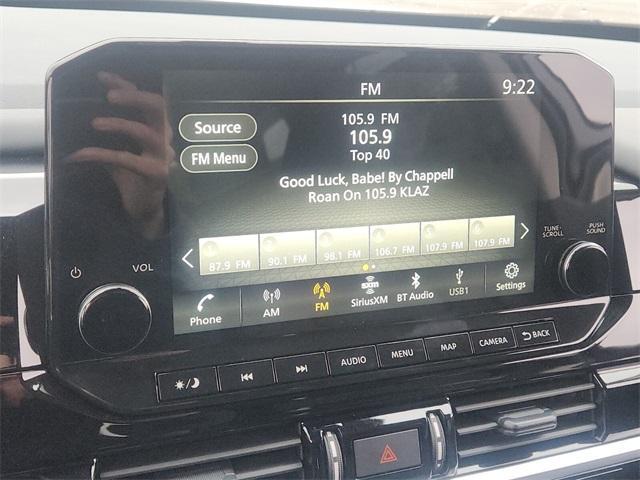 FM
9:22
Source
FM Menu
105.9 FM
105.9
Top 40
Good Luck, Babe! By Chappell
Roan On 105.9 KLAZ
87.9 FM
90.1 FM
98.1 FM
106.7 FM
107.9 FM
107.9 FM
Phone
AM
FM
sxm
SiriusXM
BT Audio
USB1
Settings
VOL
TUNE-
SCROLL
PUSH
SOUND
AUDIO
MENU
MAP
CAMERA
BACK